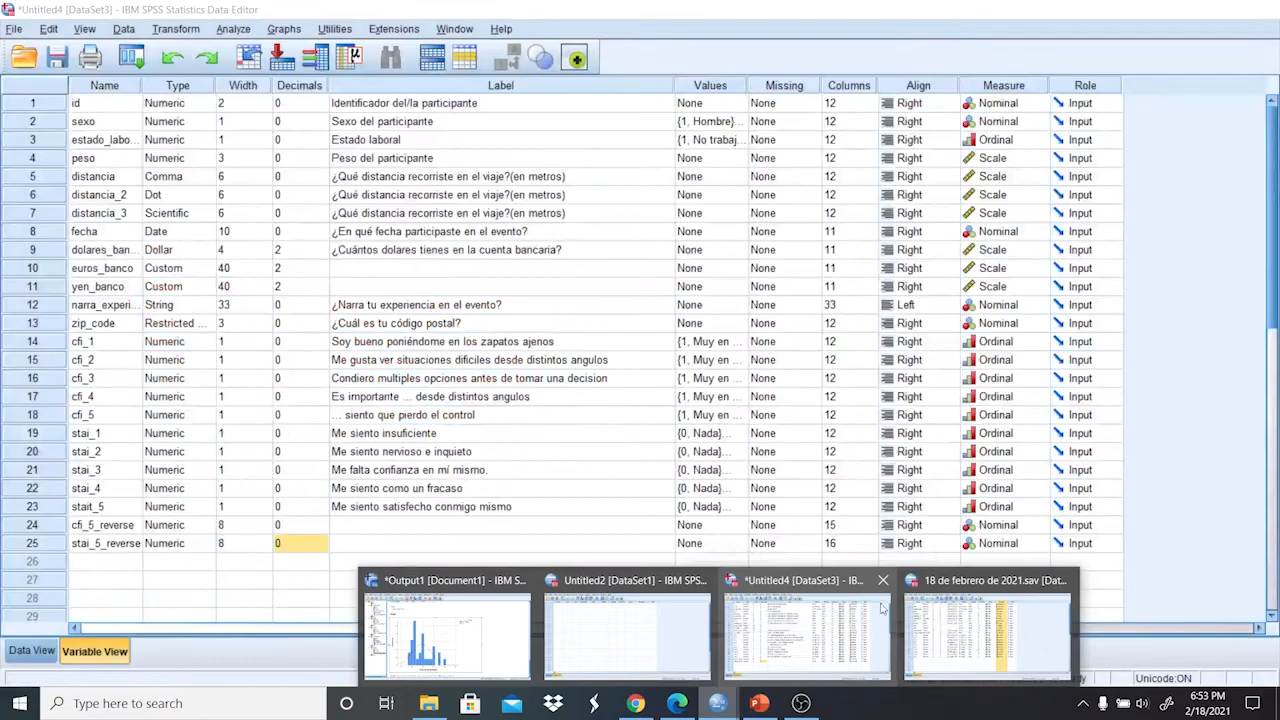 *Untitled4 [DataSet3] - IBM SPSS Statistics Data Editor
File Edit View Data Transform Analyze Graphs Utilities Extensions Window Help
Name Type Width Decimals Label Values Missing Columns Align Measure Role
1 id Numeric 2 0 Identificador del/la participante None None 12 Right Nominal Input
2 sexo Numeric 1 0 Sexo del participante {1, Hombre}... None 12 Right Nominal Input
3 estado_labo... Numeric 1 0 Estado laboral {1, No trabaj... None 12 Right Ordinal Input
4 peso Numeric 3 0 Peso del participante None None 12 Right Scale Input
5 distancia Comma 6 0 ¿Qué distancia recorriste en el viaje?(en metros) None None 12 Right Scale Input
6 distancia_2 Dot 6 0 ¿Qué distancia recorriste en el viaje?(en metros) None None 12 Right Scale Input
7 distancia_3 Scientific 6 0 ¿Qué distancia recorriste en el viaje?(en metros) None None 12 Right Scale Input
8 fecha Date 10 0 ¿En qué fecha participaste en el evento? None None 11 Right Nominal Input
9 dolares_ban... Dollar 4 2 ¿Cuántos dolares tienes en la cuenta bancaria? None None 11 Right Scale Input
10 euros_banco Custom 40 2 None None 11 Right Scale Input
11 yen_banco Custom 40 2 None None 11 Right Scale Input
12 narra_experi... String 33 0 ¿Narra tu experiencia en el evento? None None 33 Left Nominal Input
13 zip_code Restricted ... 3 0 ¿Cuál es tu código postal? None None 12 Right Nominal Input
14 cfi_1 Numeric 1 0 Soy bueno poniéndome en los zapatos ajenos {1, Muy en ... None 12 Right Ordinal Input
15 cfi_2 Numeric 1 0 Me gusta ver situaciones dificiles desde distintos angulos {1, Muy en ... None 12 Right Ordinal Input
16 cfi_3 Numeric 1 0 Condiero multiples opciones antes de tomar una decision {1, Muy en ... None 12 Right Ordinal Input
17 cfi_4 Numeric 1 0 Es importante ... desde distintos angulos {1, Muy en ... None 12 Right Ordinal Input
18 cfi_5 Numeric 1 0 ... siento que pierdo el control {1, Muy en ... None 12 Right Ordinal Input
19 stai_1 Numeric 1 0 Me siento insuficiente {0, Nada}... None 12 Right Ordinal Input
20 stai_2 Numeric 1 0 Me siento nervioso e inquieto {0, Nada}... None 12 Right Ordinal Input
21 stai_3 Numeric 1 0 Me falta confianza en mí mismo. {0, Nada}... None 12 Right Ordinal Input
22 stai_4 Numeric 1 0 Me siento como un fracaso {0, Nada}... None 12 Right Ordinal Input
23 stait_5 Numeric 1 0 Me siento satisfecho conmigo mismo {0, Nada}... None 12 Right Ordinal Input
24 cfi_5_reverse Numeric 8 0 None None 15 Right Nominal Input
25 stai_5_reverse Numeric 8 0 None None 16 Right Nominal Input
26
27
28
29
*Output1 [Document1] - IBM S... Untitled2 [DataSet1] - IBM SPS... *Untitled4 [DataSet3] - IB... 18 de febrero de 2021.sav [Dat...
Data View Variable View
Unicode:ON
Type here to search
6:53 PM
2/18/2021